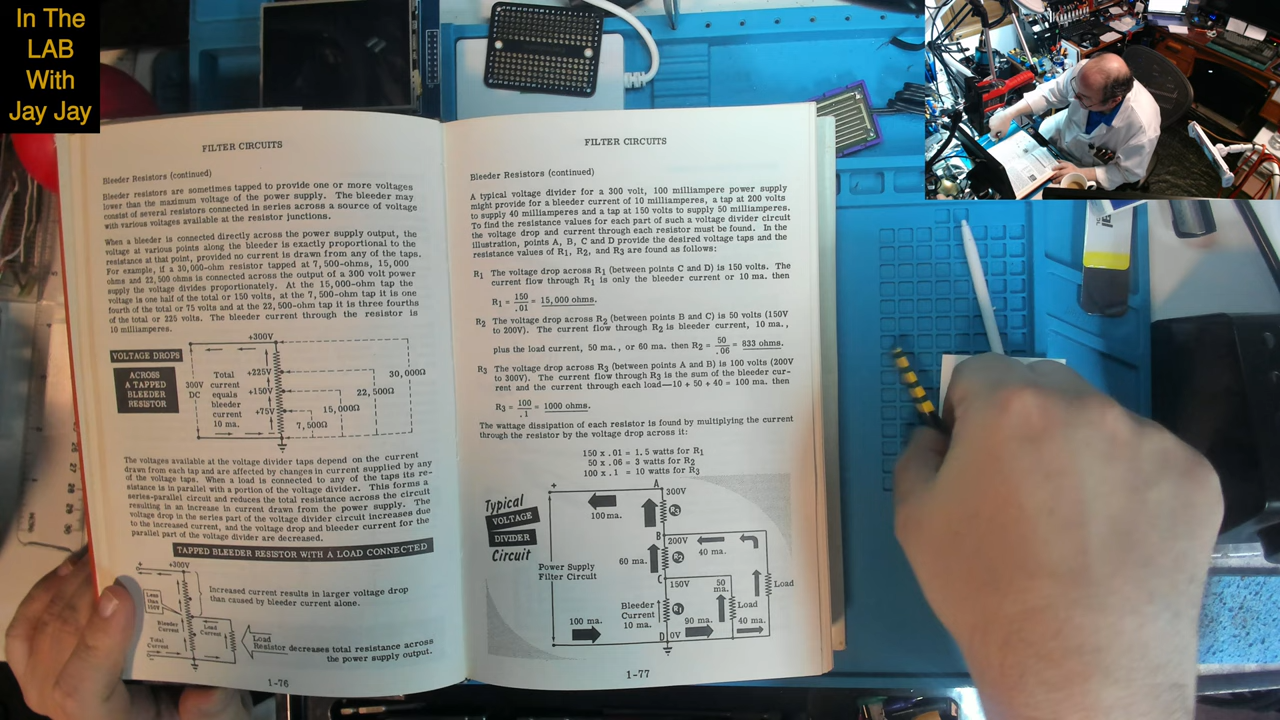 In The
LAB
With
Jay Jay
FILTER CIRCUITS
Bleeder Resistors (continued)
Bleeder resistors are sometimes tapped to provide one or more voltages
lower than the maximum voltage of the power supply. The bleeder may
consist of several resistors connected in series across a source of voltage
with various voltages available at the resistor junctions.
When a bleeder is connected directly across the power supply output, the
voltage at various points along the bleeder is exactly proportional to the
resistance at that point, provided no current is drawn from any of the taps.
For example, if a 30,000-ohm resistor tapped at 7,500-ohms, 15,000
ohms and 22,500 ohms is connected across the output of a 300 volt power
supply the voltage divides proportionately. At the 15,000-ohm tap the
voltage is one half of the total or 150 volts, at the 7,500-ohm tap it is one
fourth of the total or 75 volts and at the 22,500-ohm tap it is three fourths
of the total or 225 volts. The bleeder current through the resistor is
10 milliamperes.
VOLTAGE DROPS
ACROSS
A TAPPED
BLEEDER
RESISTOR
+300V
300V
DC
Total
current
equals
bleeder
current
10 ma.
+225V
+150V
+75V
30,000Ω
22,500Ω
15,000Ω
7,500Ω
The voltages available at the voltage divider taps depend on the current
drawn from each tap and are affected by changes in current supplied by any
of the voltage taps. When a load is connected to any of the taps its re-
sistance is in parallel with a portion of the voltage divider. This forms a
series-parallel circuit and reduces the total resistance across the circuit
resulting in an increase in current drawn from the power supply. The
voltage drop in the series part of the voltage divider circuit increases due
to the increased current, and the voltage drop and bleeder current for the
parallel part of the voltage divider are decreased.
TAPPED BLEEDER RESISTOR WITH A LOAD CONNECTED
+300V
Less
than
150V
Bleeder
Current
Load
Current
Total
Current
Increased current results in larger voltage drop
than caused by bleeder current alone.
Load
Resistor decreases total resistance across
the power supply output.
1-76
FILTER CIRCUITS
Bleeder Resistors (continued)
A typical voltage divider for a 300 volt, 100 milliampere power supply
might provide for a bleeder current of 10 milliamperes, a tap at 200 volts
to supply 40 milliamperes and a tap at 150 volts to supply 50 milliamperes.
To find the resistance values for each part of such a voltage divider circuit
the voltage drop and current through each resistor must be found. In the
illustration, points A, B, C and D provide the desired voltage taps and the
resistance values of R1, R2, and R3 are found as follows:
R1 The voltage drop across R1 (between points C and D) is 150 volts. The
current flow through R1 is only the bleeder current or 10 ma. then
R1 = 150/.01 = 15,000 ohms.
R2 The voltage drop across R2 (between points B and C) is 50 volts (150V
to 200V). The current flow through R2 is bleeder current, 10 ma.,
plus the load current, 50 ma., or 60 ma. then R2 = 50/.06 = 833 ohms.
R3 The voltage drop across R3 (between points A and B) is 100 volts (200V
to 300V). The current flow through R3 is the sum of the bleeder cur-
rent and the current through each load—10 + 50 + 40 = 100 ma. then
R3 = 100/.1 = 1000 ohms.
The wattage dissipation of each resistor is found by multiplying the current
through the resistor by the voltage drop across it:
150 x .01 = 1.5 watts for R1
50 x .06 = 3 watts for R2
100 x .1 = 10 watts for R3
Typical
VOLTAGE
DIVIDER
Circuit
A
300V
100 ma.
R3
B
200V
40 ma.
60 ma.
R2
Power Supply
Filter Circuit
C
150V
50
ma.
Load
Bleeder
Current
10 ma.
R1
Load
100 ma.
90 ma.
40 ma.
D
0V
1-77